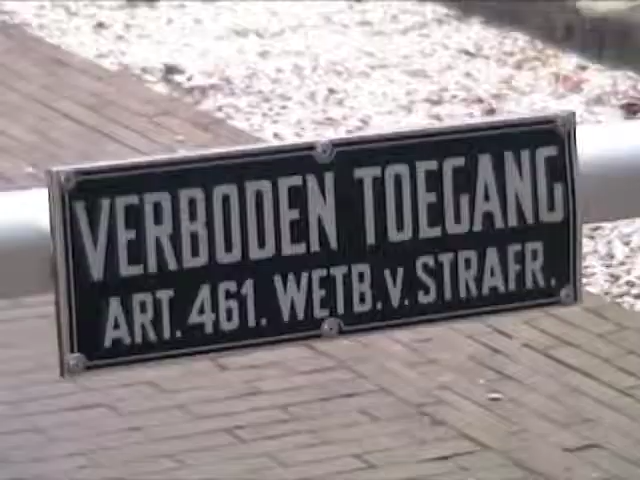 VERBODEN TOEGANG
ART. 461. WETB. V. STRAFR.